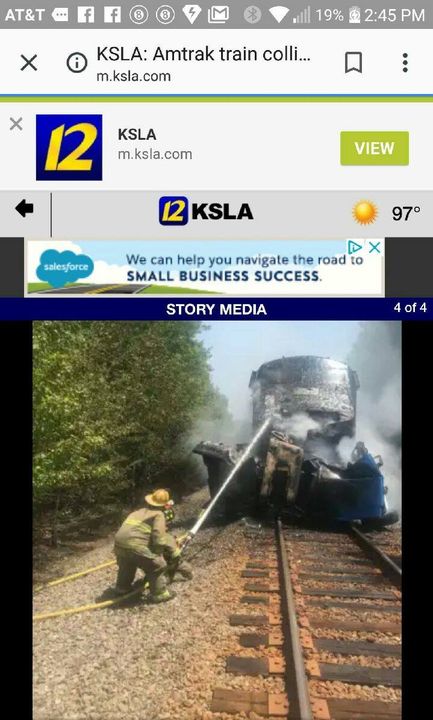 AT&T 19% 2:45 PM
KSLA: Amtrak train colli...
m.ksla.com
12
KSLA
m.ksla.com
VIEW
12 KSLA 97°
salesforce
We can help you navigate the road to
SMALL BUSINESS SUCCESS.
STORY MEDIA 4 of 4